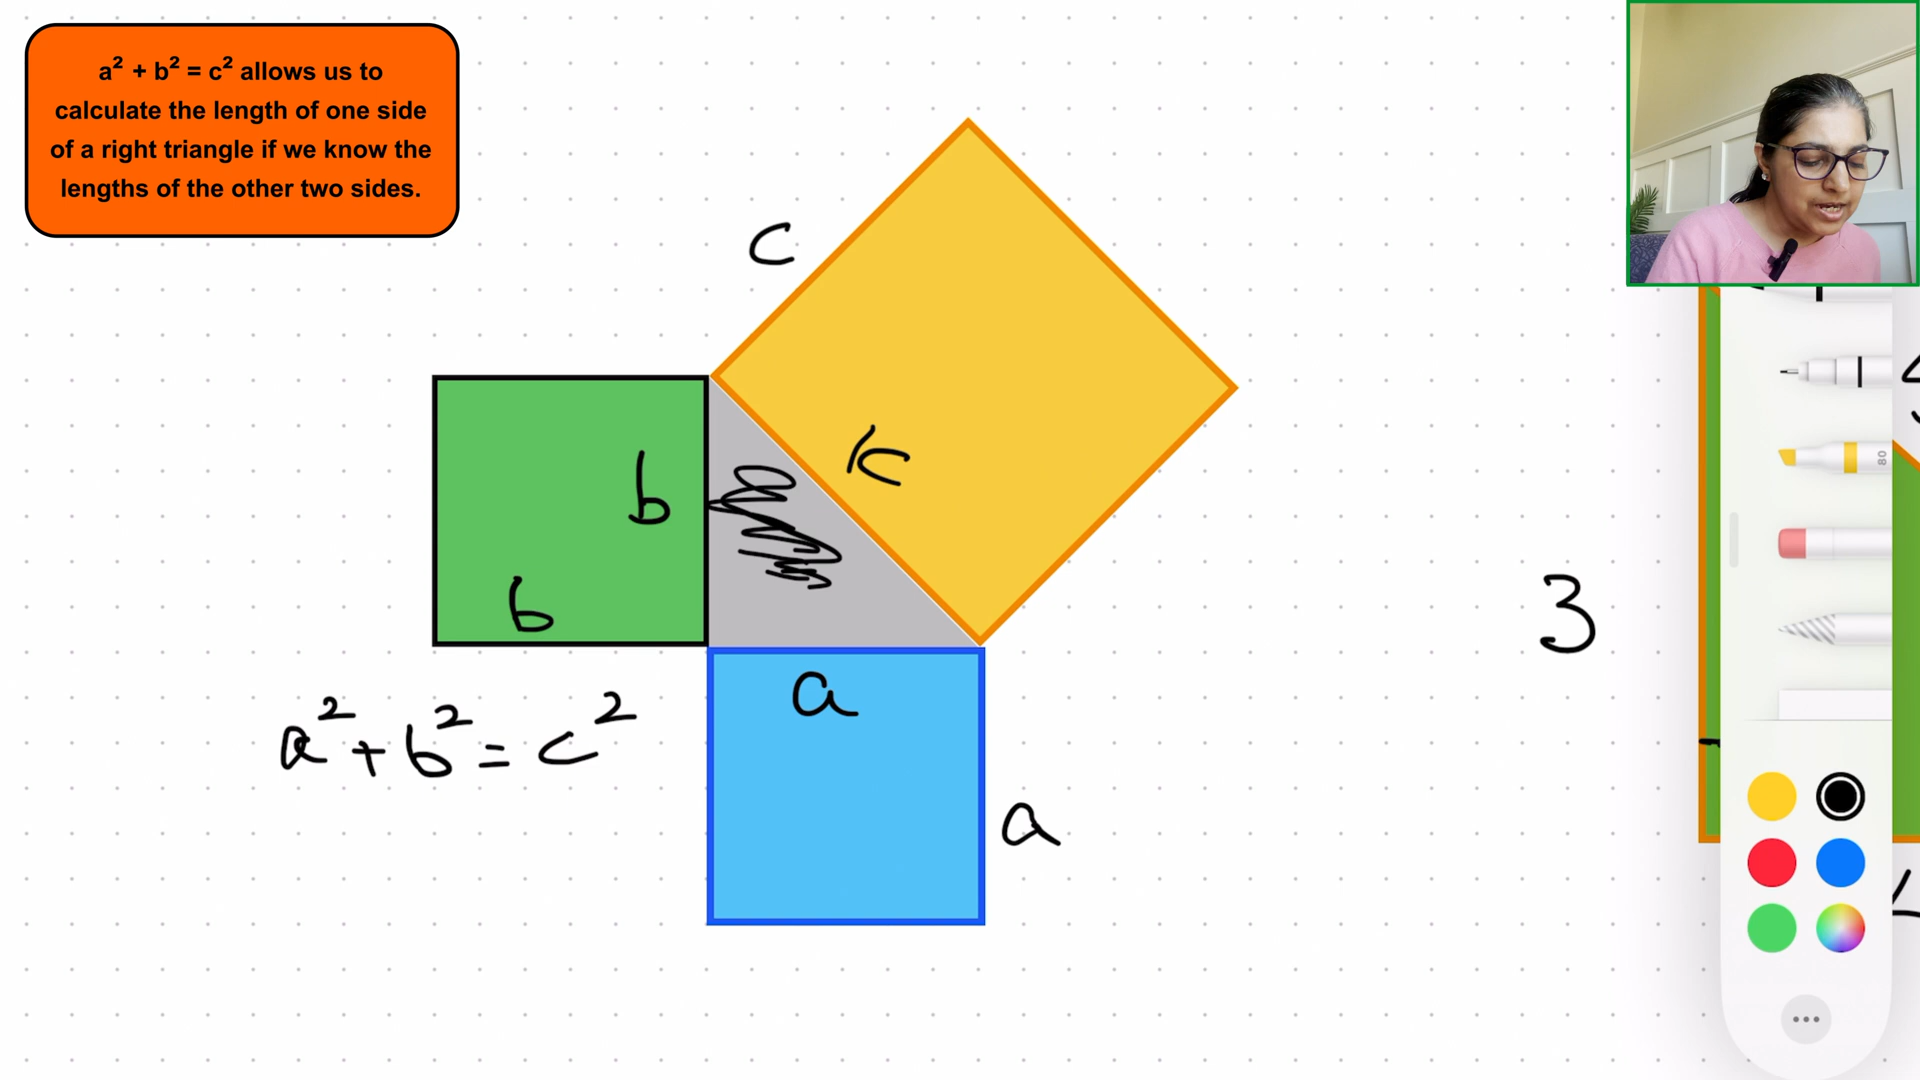 a² + b² = c² allows us to
calculate the length of one side
of a right triangle if we know the
lengths of the other two sides.
c
c
b
80
b
3
a
a² + b² = c²
a